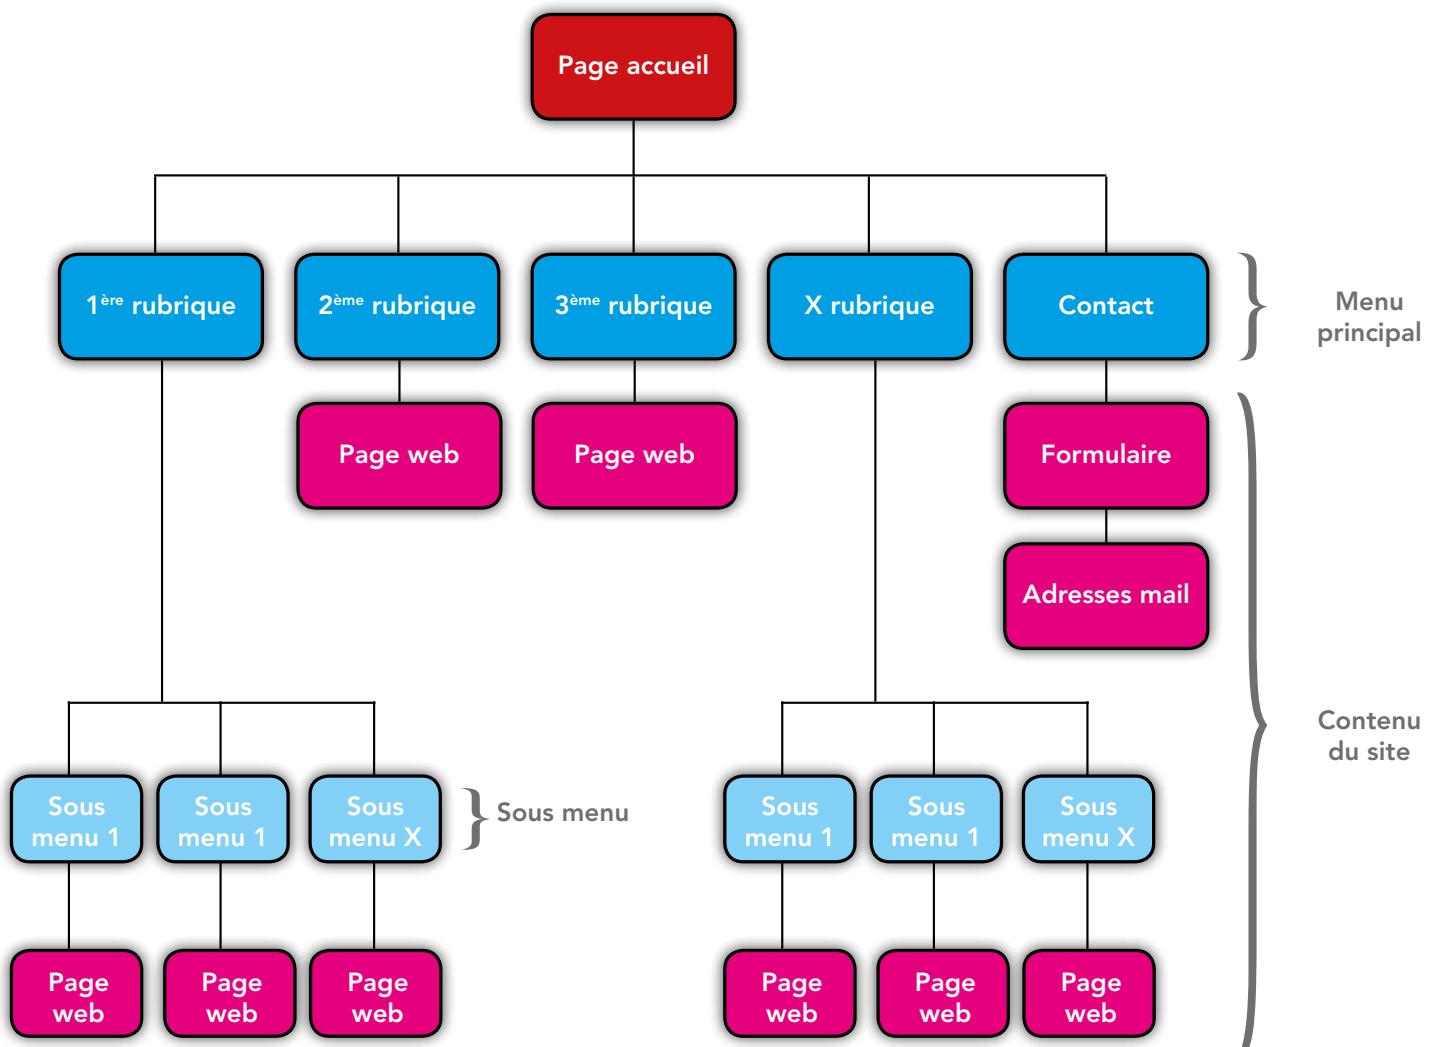 Page accueil
1ère rubrique
2ème rubrique
3ème rubrique
X rubrique
Contact
Menu
principal
Page web
Page web
Formulaire
Adresses mail
Contenu
du site
Sous
menu 1
Sous
menu 1
Sous
menu X
Sous menu
Sous
menu 1
Sous
menu 1
Sous
menu X
Page
web
Page
web
Page
web
Page
web
Page
web
Page
web